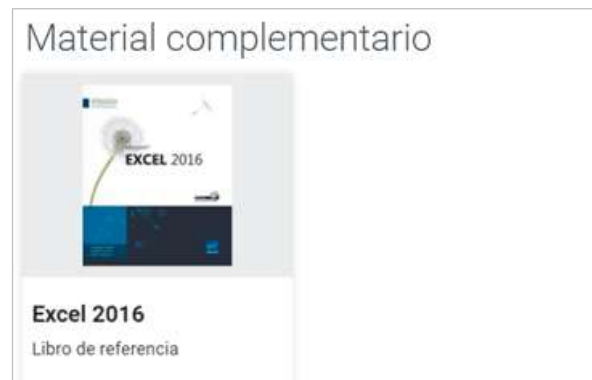 Material complementario
EXCEL 2016
Excel 2016
Libro de referencia